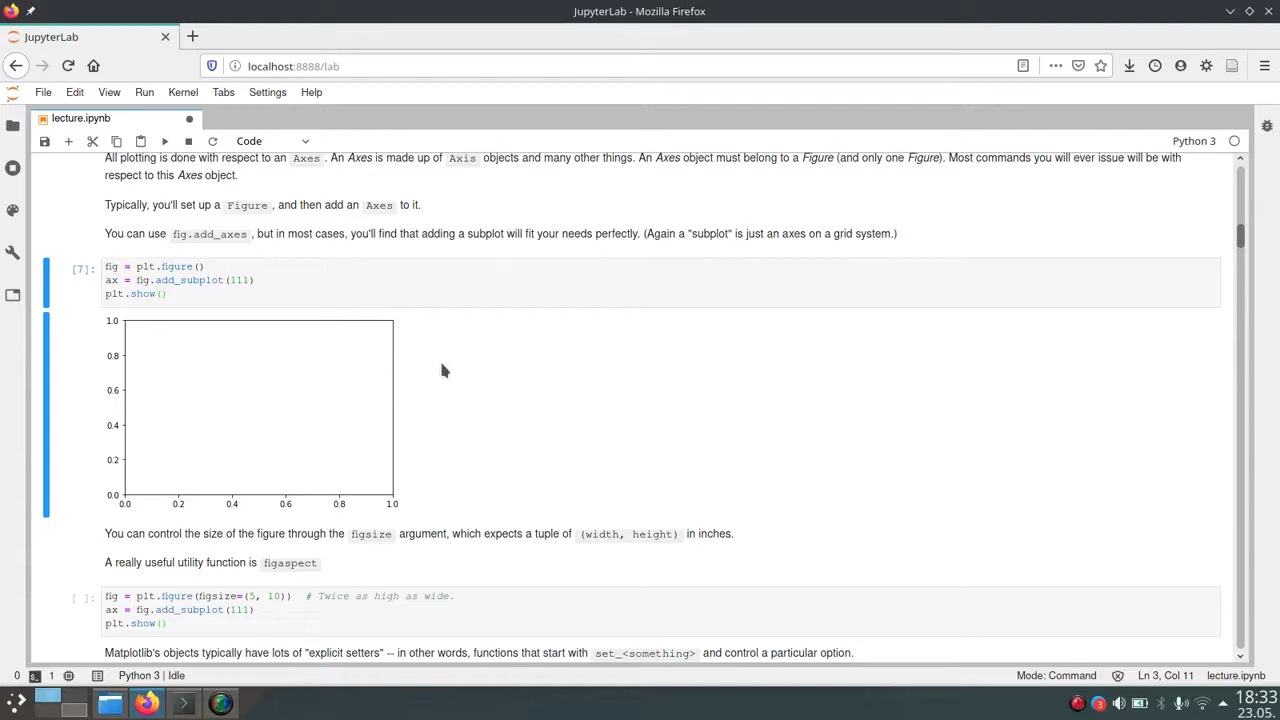 JupyterLab - Mozilla Firefox
JupyterLab
localhost:8888/lab
File Edit View Run Kernel Tabs Settings Help
lecture.ipynb
Code
Python 3
All plotting is done with respect to an Axes. An Axes is made up of Axis objects and many other things. An Axes object must belong to a Figure (and only one Figure). Most commands you will ever issue will be with
respect to this Axes object.
Typically, you'll set up a Figure, and then add an Axes to it.
You can use fig.add_axes, but in most cases, you'll find that adding a subplot will fit your needs perfectly. (Again a "subplot" is just an axes on a grid system.)
[7]: fig = plt.figure()
ax = fig.add_subplot(111)
plt.show()
1.0
0.8
0.6
0.4
0.2
0.0
0.0 0.2 0.4 0.6 0.8 1.0
You can control the size of the figure through the figsize argument, which expects a tuple of (width, height) in inches.
A really useful utility function is figaspect
[ ]: fig = plt.figure(figsize=(5, 10)) # Twice as high as wide.
ax = fig.add_subplot(111)
plt.show()
Matplotlib's objects typically have lots of "explicit setters" -- in other words, functions that start with set_<something> and control a particular option.
0 1 Python 3 | Idle Mode: Command Ln 3, Col 11 lecture.ipynb
3 18:33
23.05.